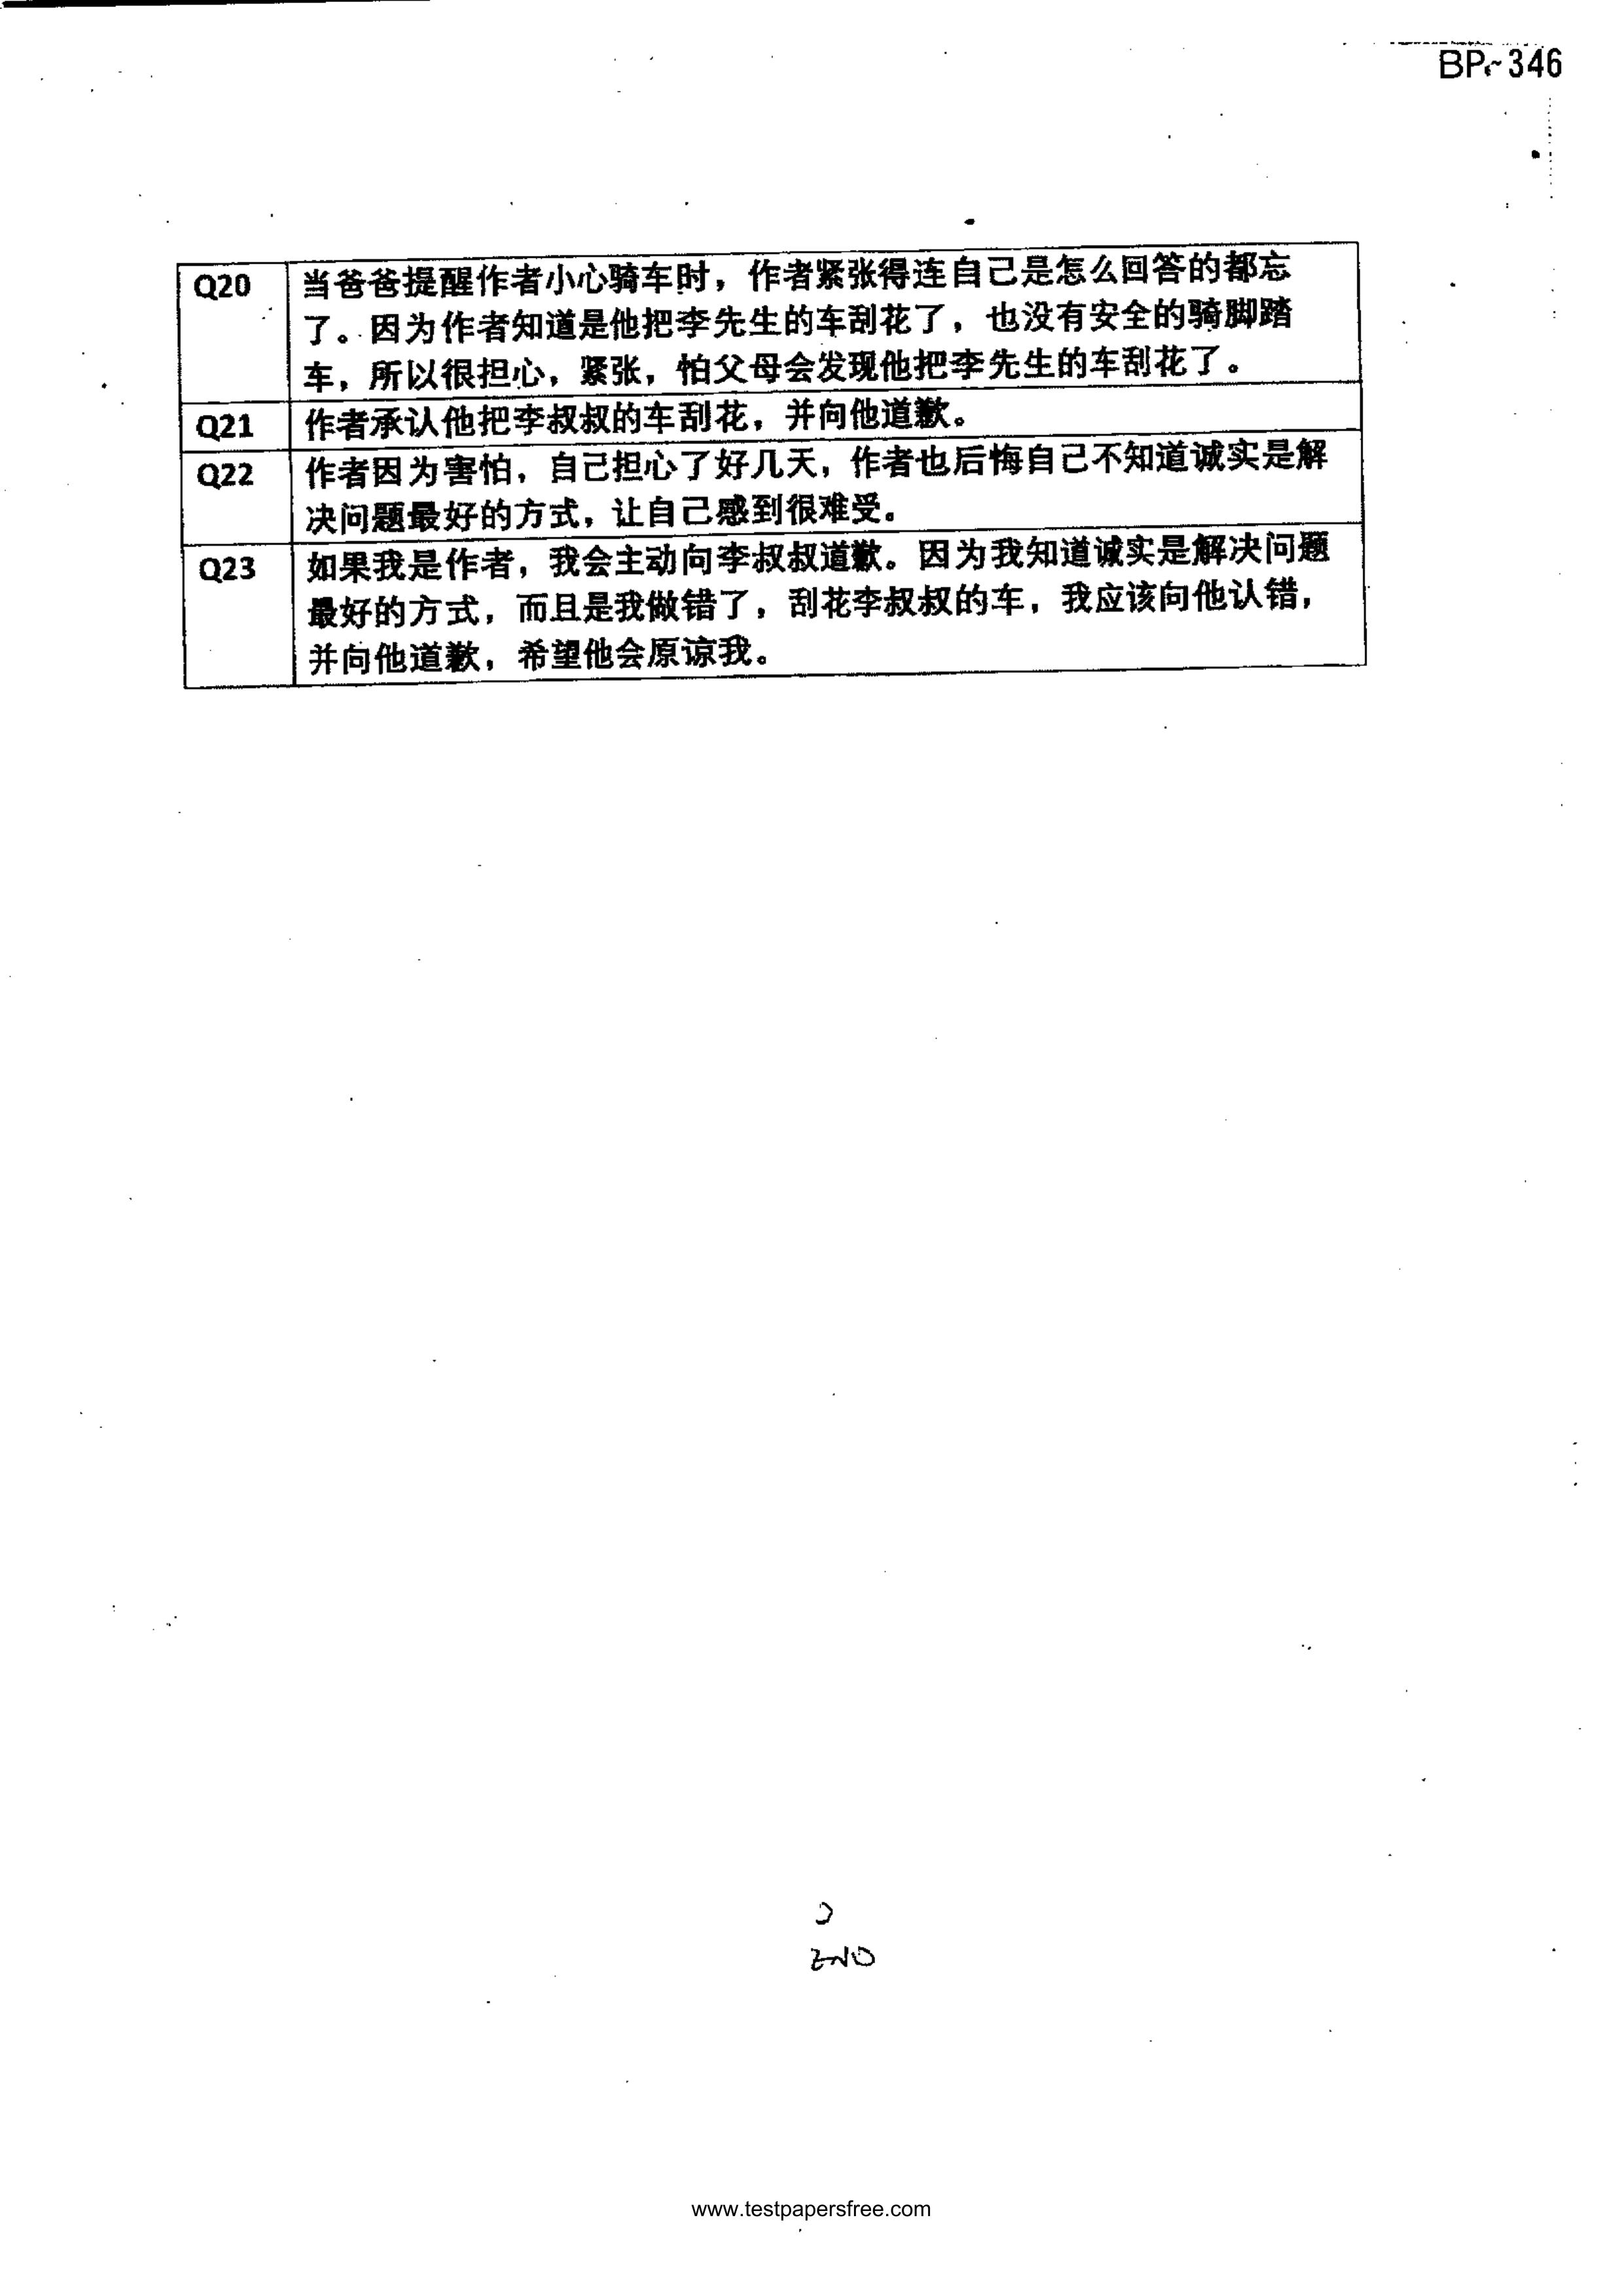 BP-346
Q20 当爸爸提醒作者小心骑车时，作者紧张得连自己是怎么回答的都忘
了。因为作者知道是他把李先生的车刮花了，也没有安全的骑脚踏
车，所以很担心，紧张，怕父母会发现他把李先生的车刮花了。
Q21 作者承认他把李叔叔的车刮花，并向他道歉。
Q22 作者因为害怕，自己担心了好几天，作者也后悔自己不知道诚实是解
决问题最好的方式，让自己感到很难受。
Q23 如果我是作者，我会主动向李叔叔道歉。因为我知道诚实是解决问题
最好的方式，而且是我做错了，刮花李叔叔的车，我应该向他认错，
并向他道歉，希望他会原谅我。
END
www.testpapersfree.com